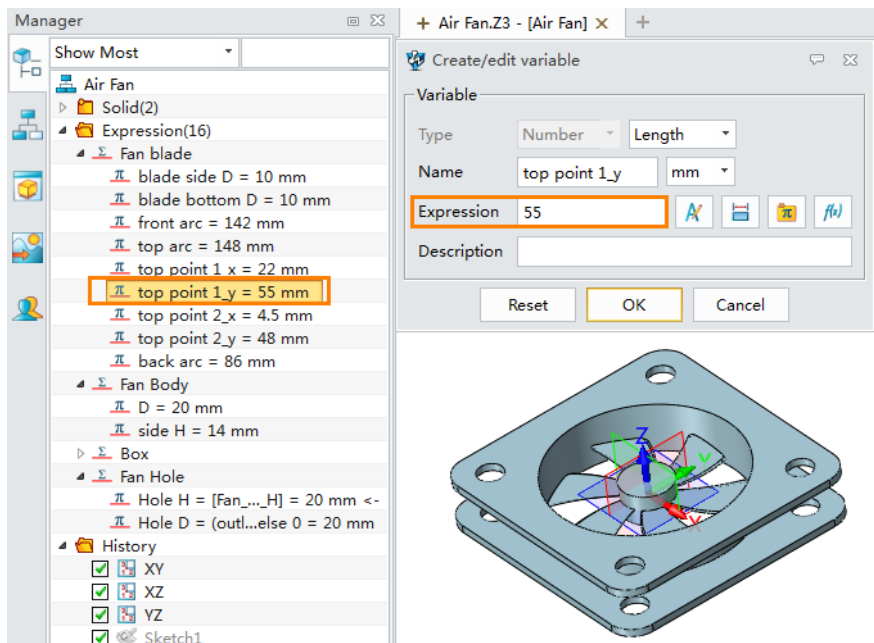 Manager
Show Most
Air Fan
Solid(2)
Expression(16)
Fan blade
blade side D = 10 mm
blade bottom D = 10 mm
front arc = 142 mm
top arc = 148 mm
top point 1 x = 22 mm
top point 1_y = 55 mm
top point 2_x = 4.5 mm
top point 2_y = 48 mm
back arc = 86 mm
Fan Body
D = 20 mm
side H = 14 mm
Box
Fan Hole
Hole H = [Fan_..._H] = 20 mm <-
Hole D = (outl...else 0 = 20 mm
History
XY
XZ
YZ
Sketch1
Air Fan.Z3 - [Air Fan]
Create/edit variable
Variable
Type Number Length
Name top point 1_y mm
Expression 55 f(x)
Description
Reset OK Cancel
Z
Y
X